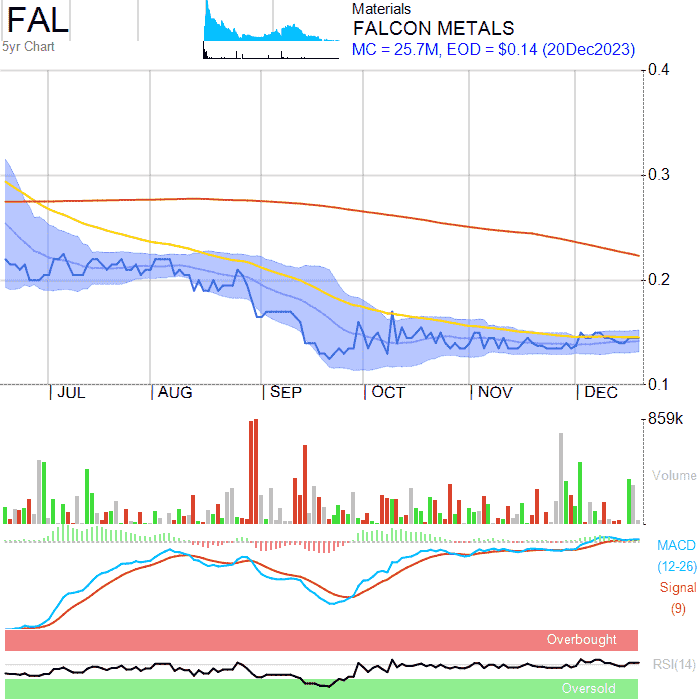 FAL
5yr Chart
Materials
FALCON METALS
MC = 25.7M, EOD = $0.14 (20Dec2023)
0.4
0.3
0.2
0.1
JUL AUG SEP OCT NOV DEC
859k
Volume
MACD
(12-26)
Signal
(9)
Overbought
RSI(14)
Oversold